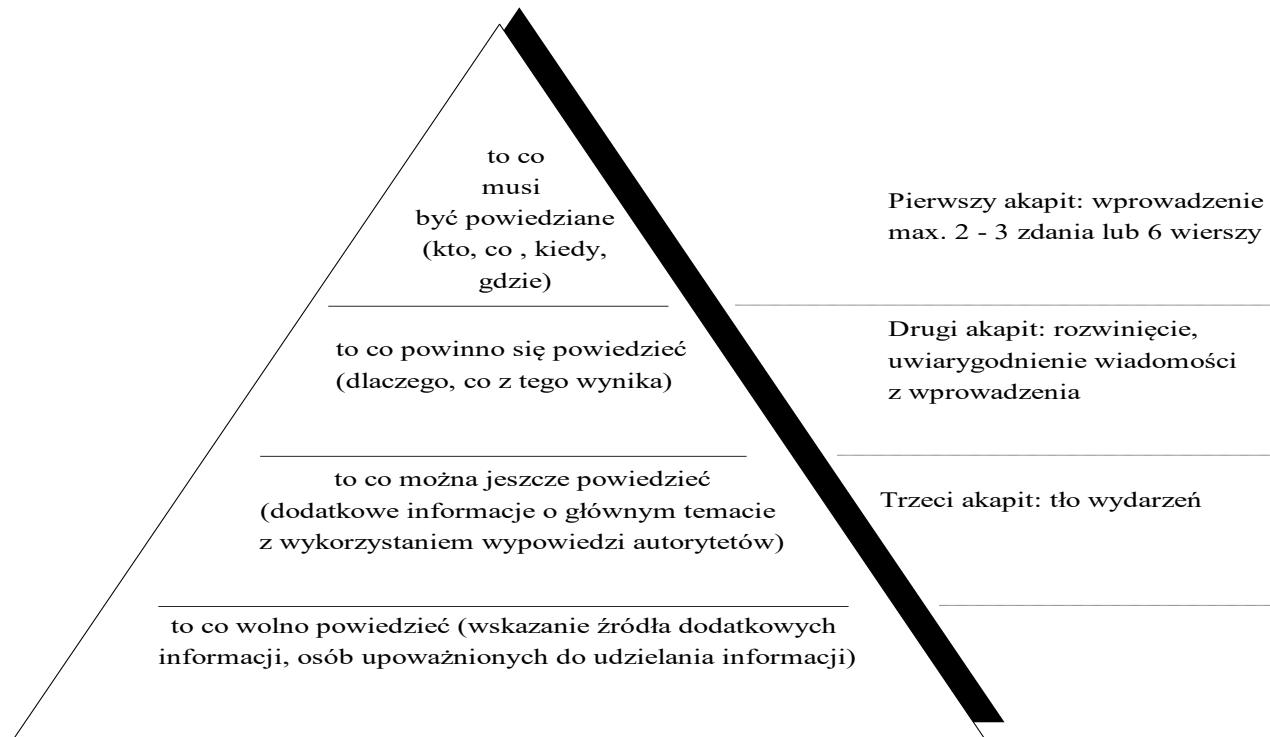 to co
musi
być powiedziane
(kto, co , kiedy,
gdzie)
Pierwszy akapit: wprowadzenie
max. 2 - 3 zdania lub 6 wierszy
to co powinno się powiedzieć
(dlaczego, co z tego wynika)
Drugi akapit: rozwinięcie,
uwiarygodnienie wiadomości
z wprowadzenia
to co można jeszcze powiedzieć
(dodatkowe informacje o głównym temacie
z wykorzystaniem wypowiedzi autorytetów)
Trzeci akapit: tło wydarzeń
to co wolno powiedzieć (wskazanie źródła dodatkowych
informacji, osób upoważnionych do udzielania informacji)